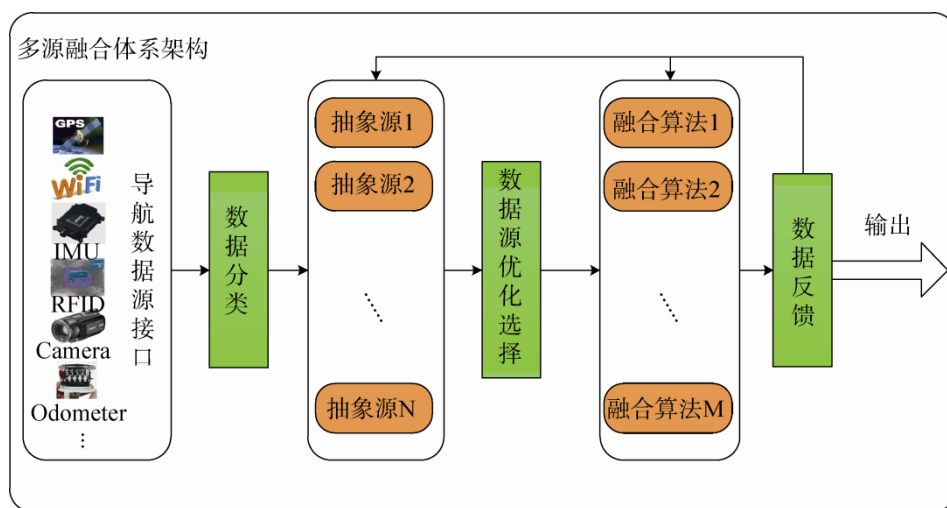 多源融合体系架构
GPS
WiFi
IMU
RFID
Camera
Odometer
⋮
导航数据源接口
数据分类
抽象源1
抽象源2
抽象源N
数据源优化选择
融合算法1
融合算法2
融合算法M
数据反馈
输出